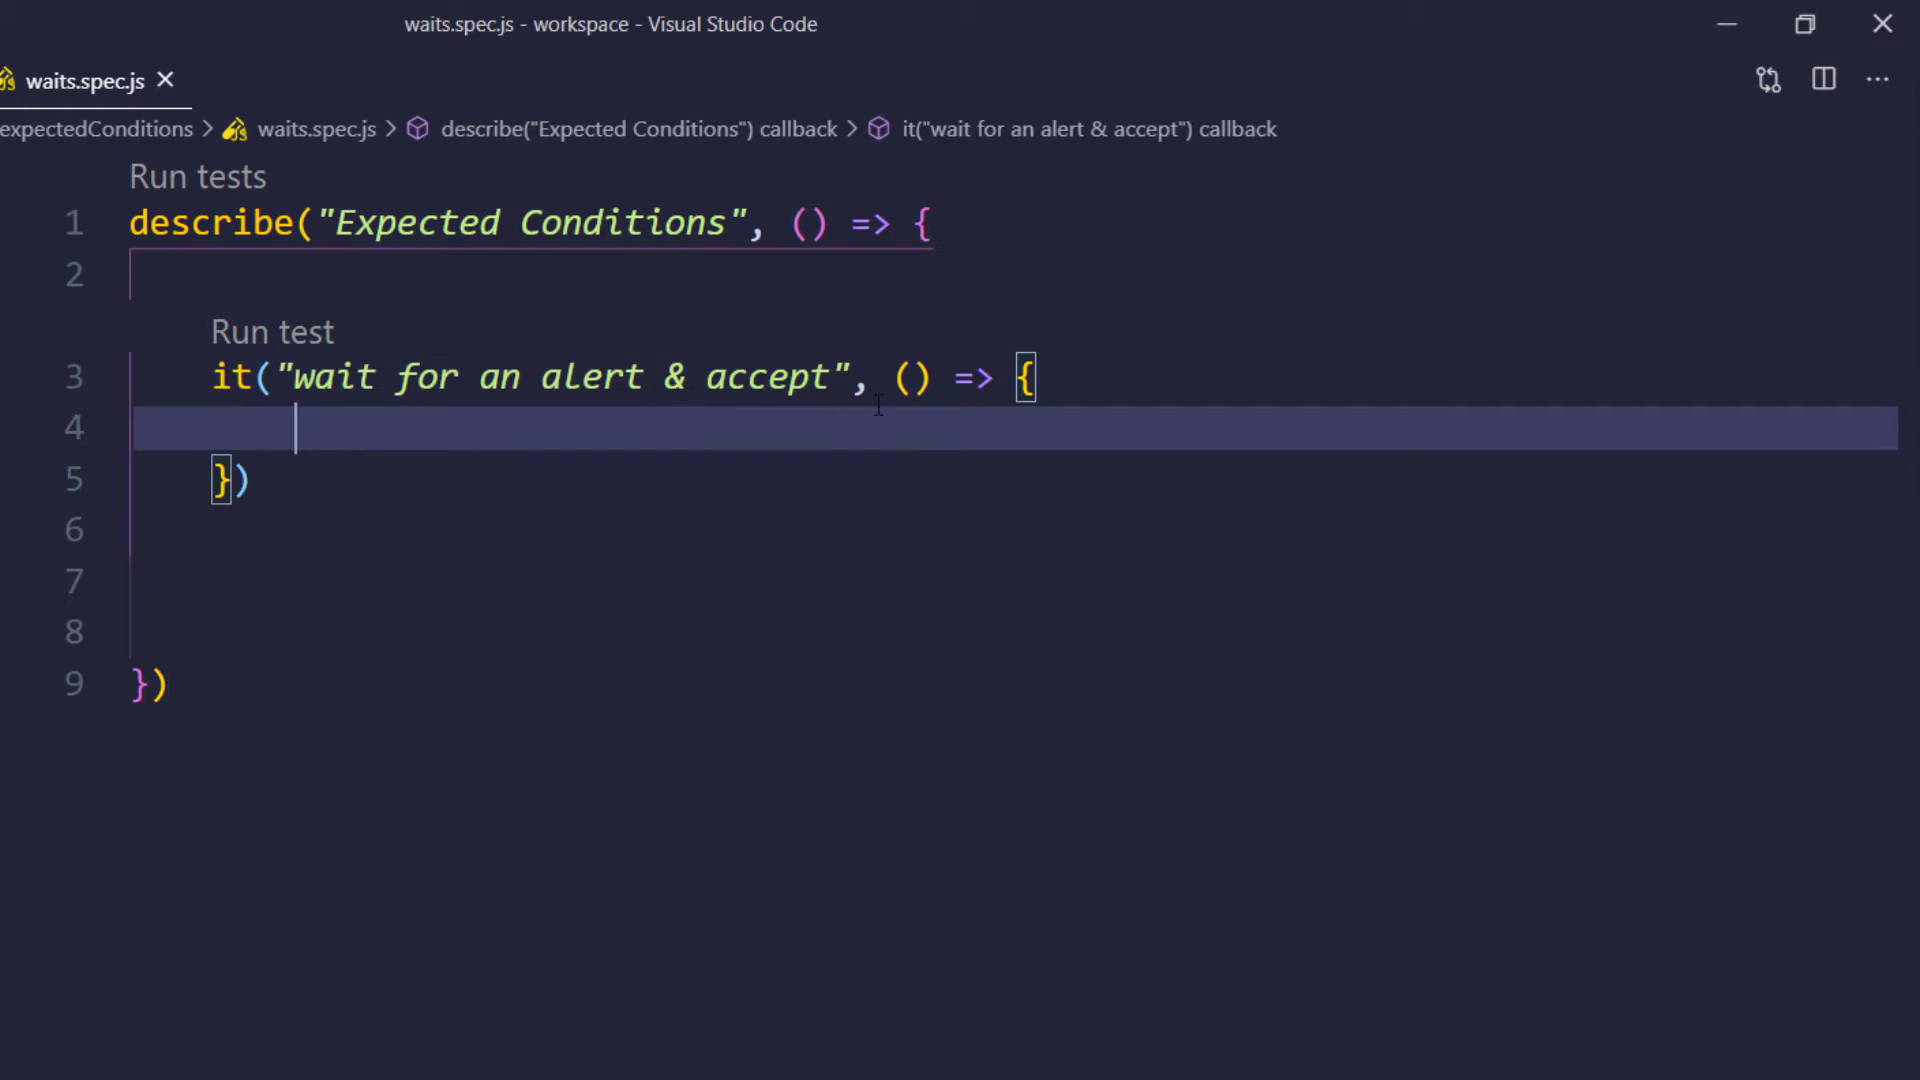 waits.spec.js - workspace - Visual Studio Code
waits.spec.js
expectedConditions > waits.spec.js > describe("Expected Conditions") callback > it("wait for an alert & accept") callback
Run tests
1 describe("Expected Conditions", () => {
2
Run test
3 it("wait for an alert & accept", () => {
4
5 })
6
7
8
9 })